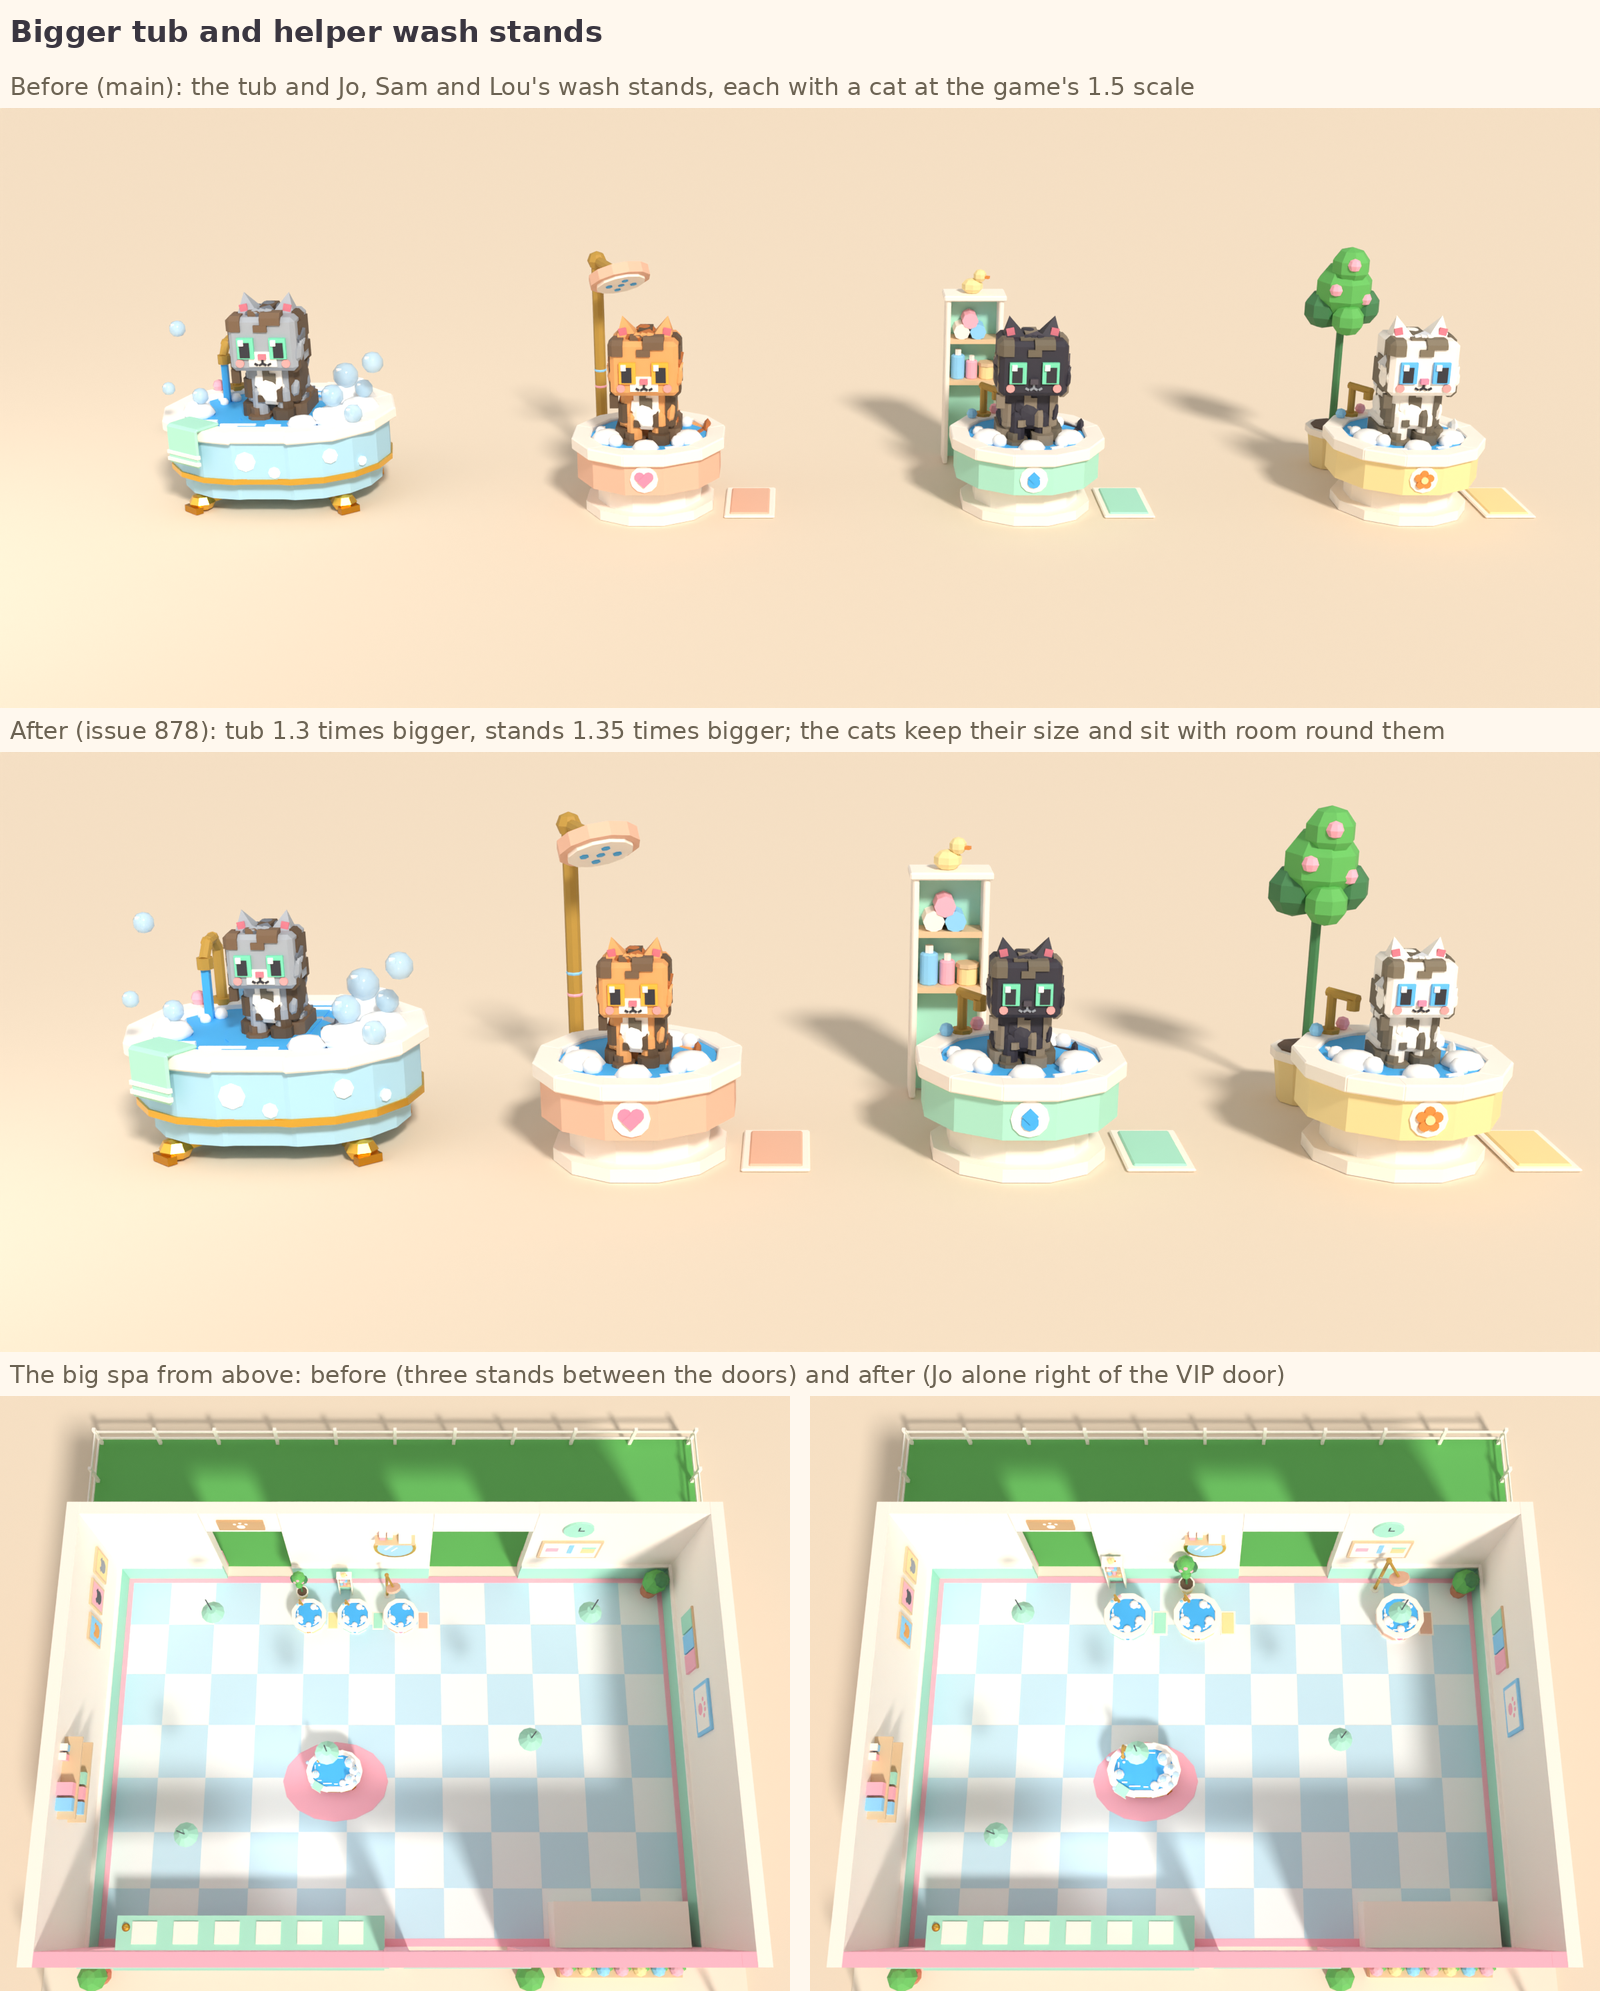 Bigger tub and helper wash stands
Before (main): the tub and Jo, Sam and Lou's wash stands, each with a cat at the game's 1.5 scale
After (issue 878): tub 1.3 times bigger, stands 1.35 times bigger; the cats keep their size and sit with room round them
The big spa from above: before (three stands between the doors) and after (Jo alone right of the VIP door)